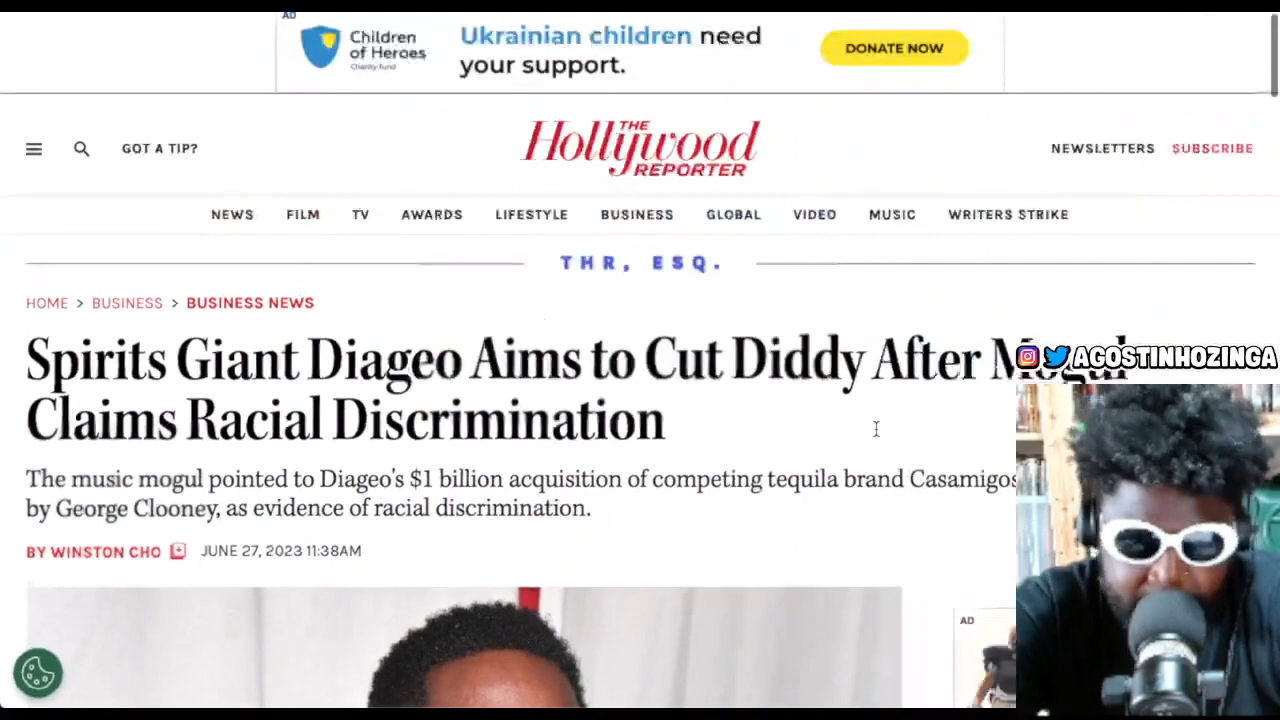 AD
Children
of Heroes
Charity fund
Ukrainian children need
your support.
DONATE NOW
GOT A TIP?
THE
Hollywood
REPORTER
NEWSLETTERS SUBSCRIBE
NEWS FILM TV AWARDS LIFESTYLE BUSINESS GLOBAL VIDEO MUSIC WRITERS STRIKE
THR, ESQ.
HOME > BUSINESS > BUSINESS NEWS
Spirits Giant Diageo Aims to Cut Diddy After Mogul
Claims Racial Discrimination
AGOSTINHOZINGA
The music mogul pointed to Diageo's $1 billion acquisition of competing tequila brand Casamigos
by George Clooney, as evidence of racial discrimination.
BY WINSTON CHO JUNE 27, 2023 11:38AM
AD